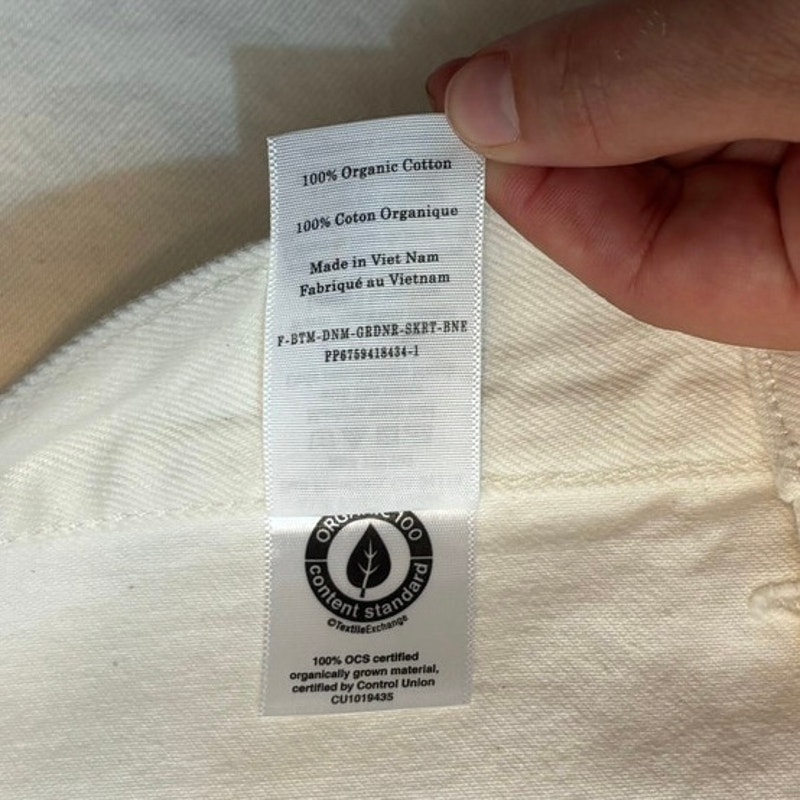 100% Organic Cotton
100% Coton Organique
Made in Viet Nam
Fabriqué au Vietnam
F-BTM-DNM-GRDNR-SKRT-BNE
PP6759418434-1
ORGANIC 100
content standard
©TextileExchange
100% OCS certified
organically grown material,
certified by Control Union
CU1019435